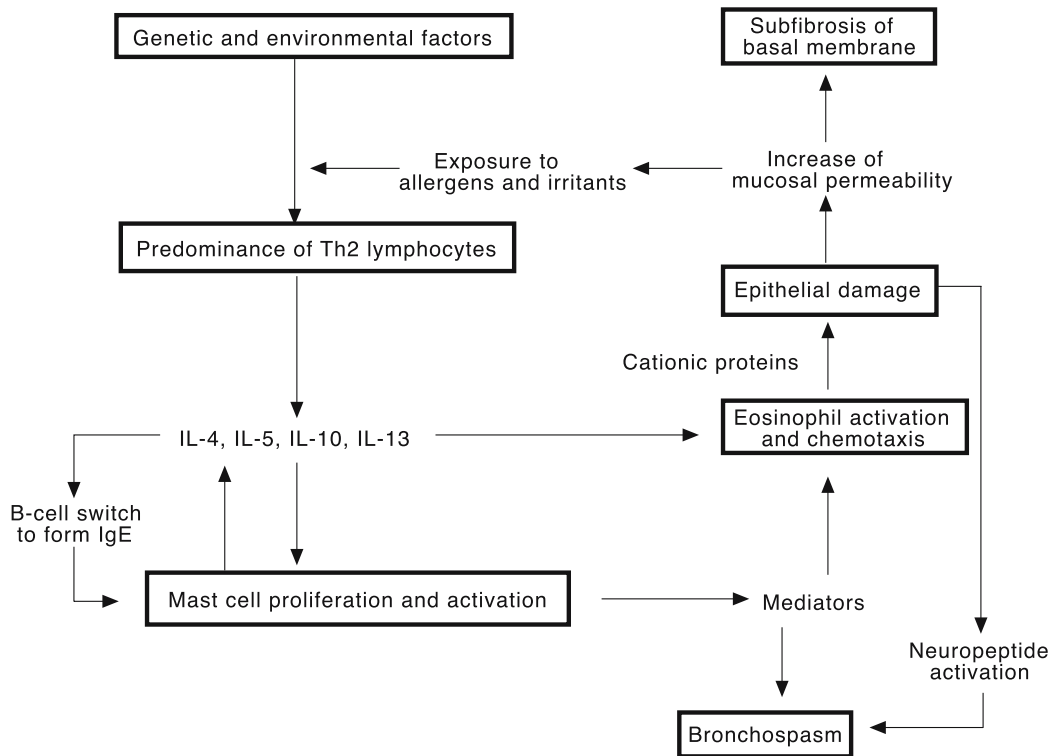 Genetic and environmental factors
Subfibrosis of
basal membrane
Exposure to
allergens and irritants
Increase of
mucosal permeability
Predominance of Th2 lymphocytes
Epithelial damage
Cationic proteins
IL-4, IL-5, IL-10, IL-13
Eosinophil activation
and chemotaxis
B-cell switch
to form IgE
Mast cell proliferation and activation
Mediators
Neuropeptide
activation
Bronchospasm